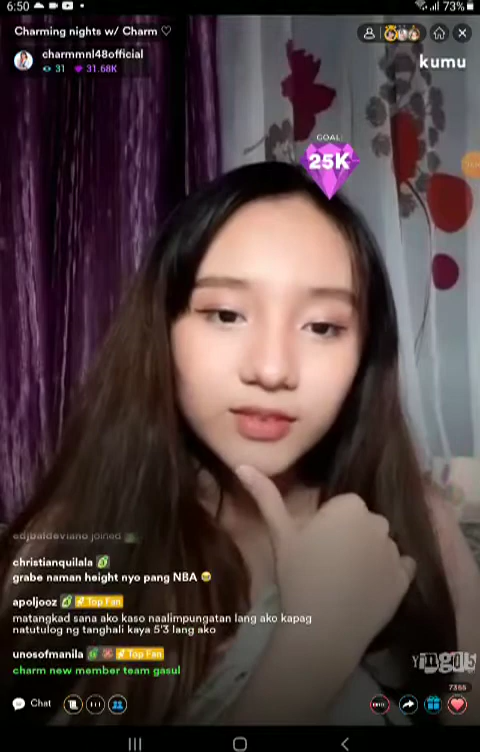 6:50
73%
Charming nights w/ Charm ♡
charmmnl48official
31 31.68K
kumu
GOAL:
25K
edjbaldeviano joined
christianquilala
grabe naman height nyo pang NBA 😂
apoljooz Top Fan
matangkad sana ako kaso naalimpungatan lang ako kapag
natutulog ng tanghali kaya 5'3 lang ako
unosofmanila Top Fan
charm new member team gasul
7355
Chat